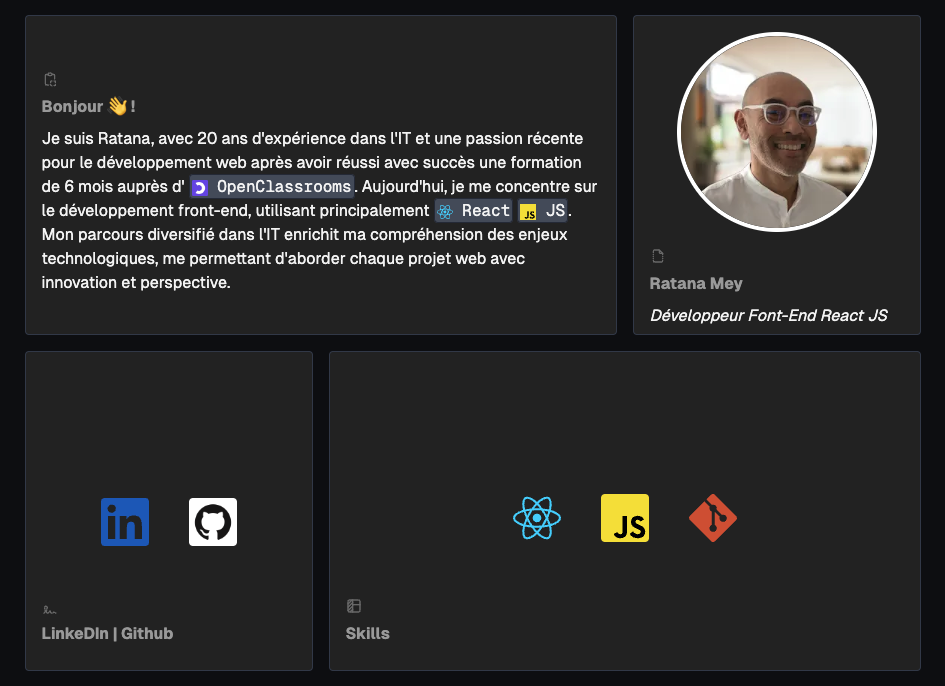 Bonjour 👋 !
Je suis Ratana, avec 20 ans d'expérience dans l'IT et une passion récente
pour le développement web après avoir réussi avec succès une formation
de 6 mois auprès d' OpenClassrooms. Aujourd'hui, je me concentre sur
le développement front-end, utilisant principalement React JS JS.
Mon parcours diversifié dans l'IT enrichit ma compréhension des enjeux
technologiques, me permettant d'aborder chaque projet web avec
innovation et perspective.
Ratana Mey
Développeur Font-End React JS
in
LinkeDIn | Github
JS
Skills